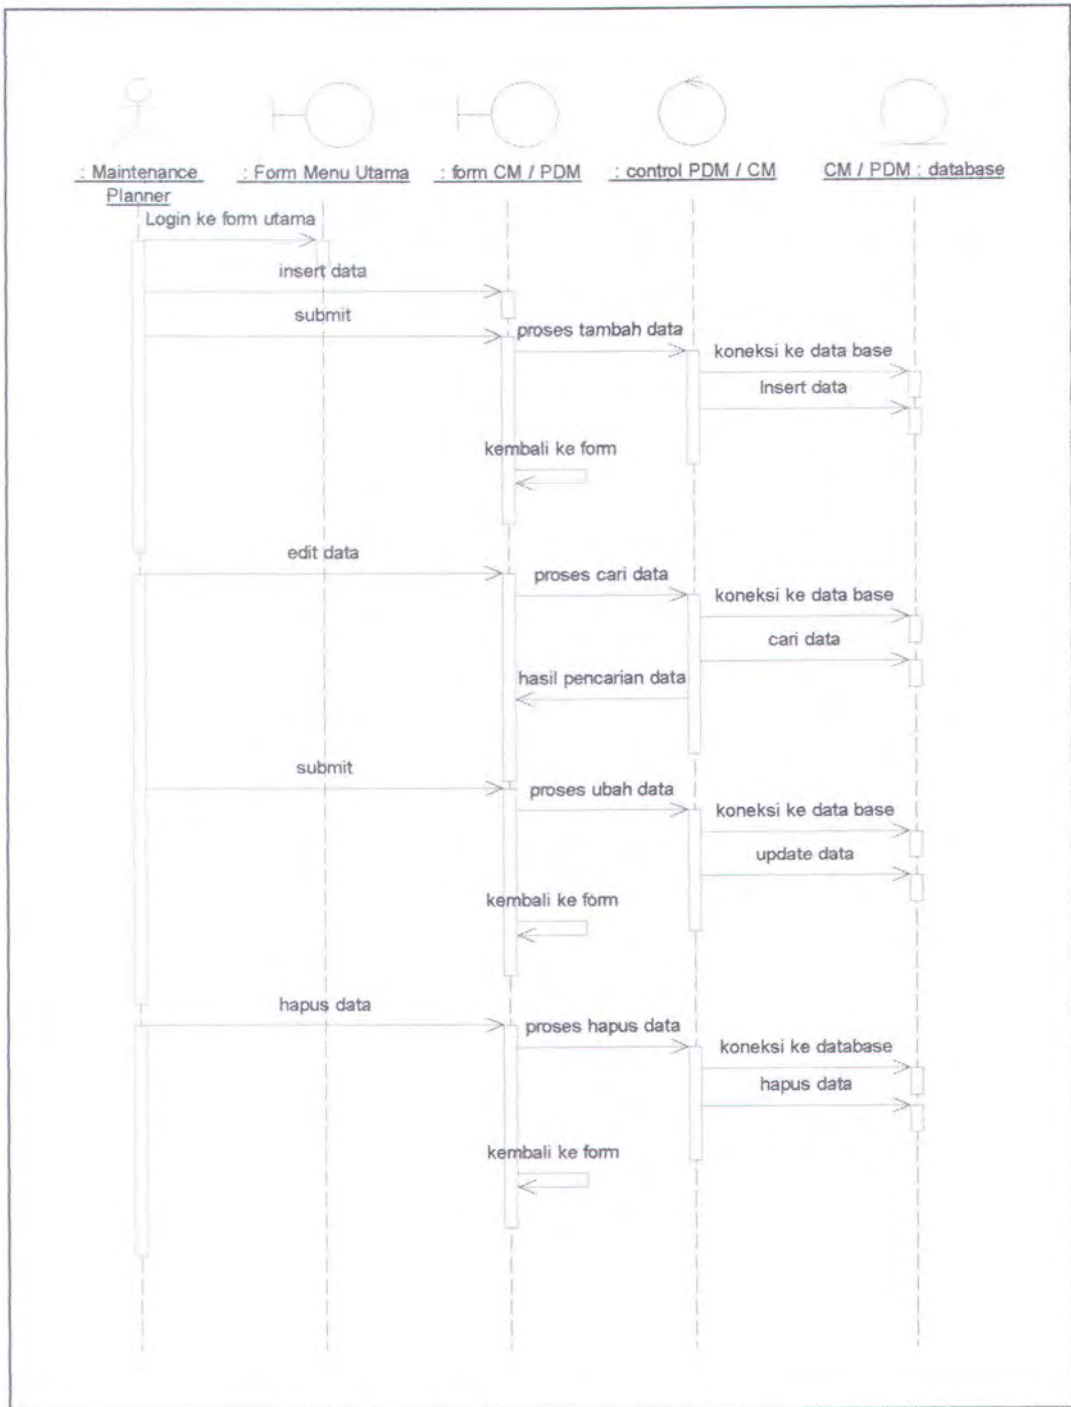 : Maintenance
Planner
: Form Menu Utama
: form CM / PDM
: control PDM / CM
CM / PDM : database
Login ke form utama
insert data
submit
proses tambah data
koneksi ke data base
Insert data
kembali ke form
edit data
proses cari data
koneksi ke data base
cari data
hasil pencarian data
submit
proses ubah data
koneksi ke data base
update data
kembali ke form
hapus data
proses hapus data
koneksi ke database
hapus data
kembali ke form